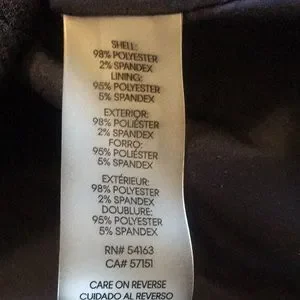 SHELL:
98% POLYESTER
2% SPANDEX
LINING:
95% POLYESTER
5% SPANDEX
EXTERIOR:
98% POLIÉSTER
2% SPANDEX
FORRO:
95% POLIÉSTER
5% SPANDEX
EXTÉRIEUR:
98% POLYESTER
2% SPANDEX
DOUBLURE:
95% POLYESTER
5% SPANDEX
RN# 54163
CA# 57151
CARE ON REVERSE
CUIDADO AL REVERSO